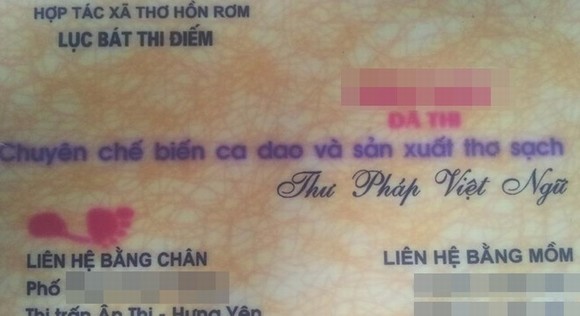 HỢP TÁC XÃ THƠ HỒN RƠM
LỤC BÁT THI ĐIẾM
ĐÃ THI
Chuyên chế biến ca dao và sản xuất thơ sạch
Thư Pháp Việt Ngữ
LIÊN HỆ BẰNG CHÂN
LIÊN HỆ BẰNG MỒM
Phố
Thị trấn Ân Thi - Hưng Yên